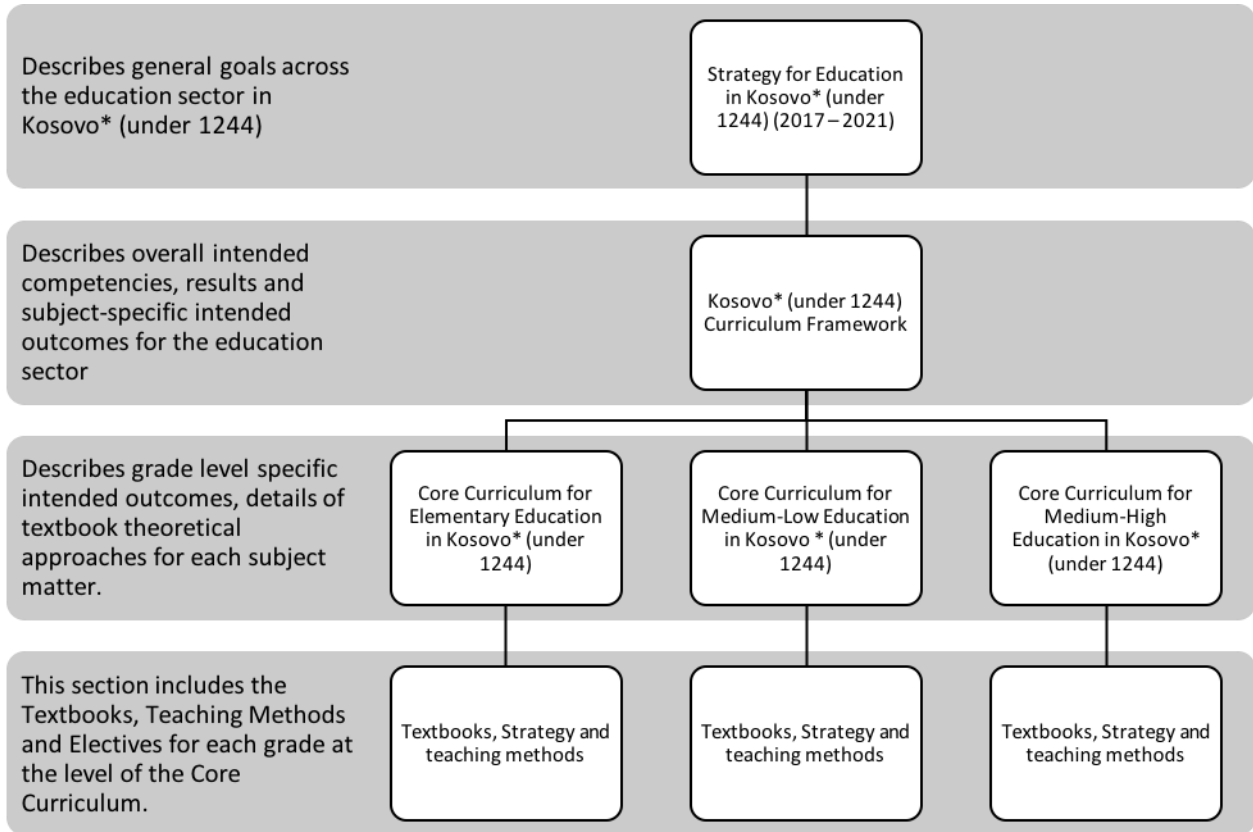 Describes general goals across
the education sector in
Kosovo* (under 1244)
Strategy for Education
in Kosovo* (under
1244) (2017–2021)
Describes overall intended
competencies, results and
subject-specific intended
outcomes for the education
sector
Kosovo* (under 1244)
Curriculum Framework
Describes grade level specific
intended outcomes, details of
textbook theoretical
approaches for each subject
matter.
Core Curriculum for
Elementary Education
in Kosovo* (under
1244)
Core Curriculum for
Medium-Low Education
in Kosovo * (under
1244)
Core Curriculum for
Medium-High
Education in Kosovo*
(under 1244)
This section includes the
Textbooks, Teaching Methods
and Electives for each grade at
the level of the Core
Curriculum.
Textbooks, Strategy and
teaching methods
Textbooks, Strategy and
teaching methods
Textbooks, Strategy and
teaching methods